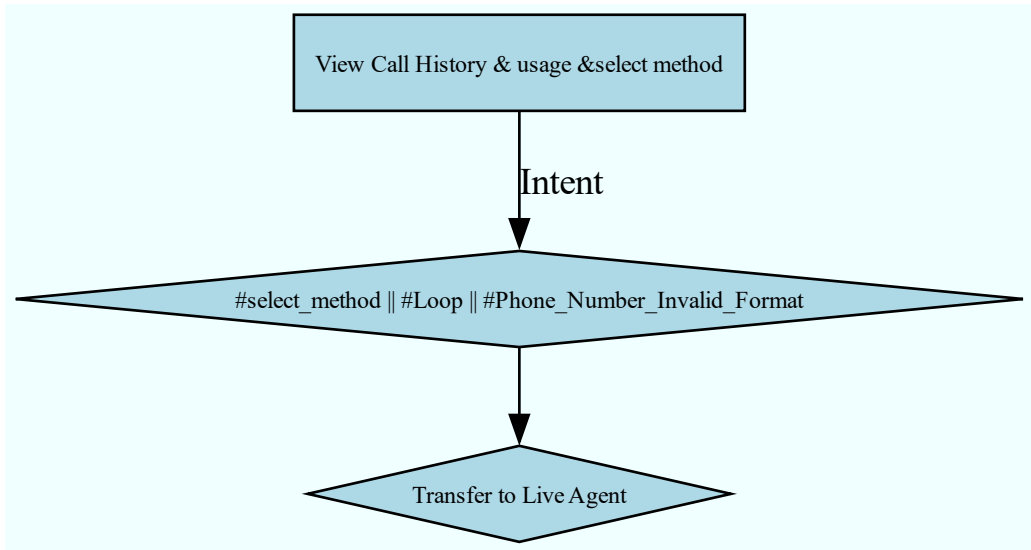 View Call History & usage &select method
Intent
#select_method || #Loop || #Phone_Number_Invalid_Format
Transfer to Live Agent